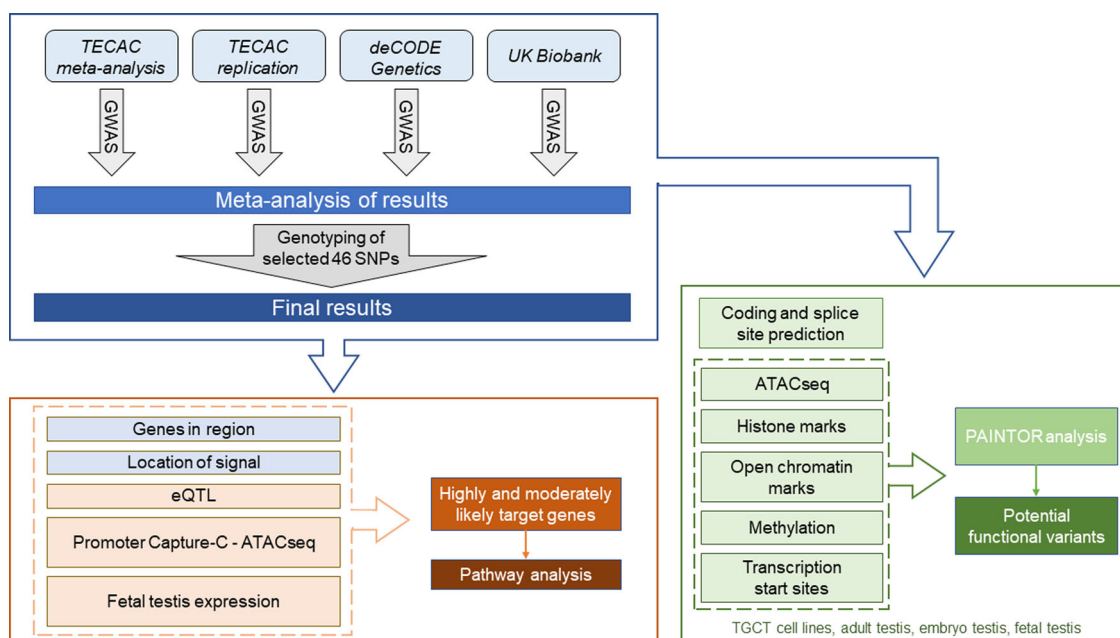 TECAC
meta-analysis
TECAC
replication
deCODE
Genetics
UK Biobank
GWAS
GWAS
GWAS
GWAS
Meta-analysis of results
Genotyping of
selected 46 SNPs
Final results
Genes in region
Location of signal
eQTL
Promoter Capture-C - ATACseq
Fetal testis expression
Highly and moderately
likely target genes
Pathway analysis
Coding and splice
site prediction
ATACseq
Histone marks
Open chromatin
marks
Methylation
Transcription
start sites
PAINTOR analysis
Potential
functional variants
TGCT cell lines, adult testis, embryo testis, fetal testis